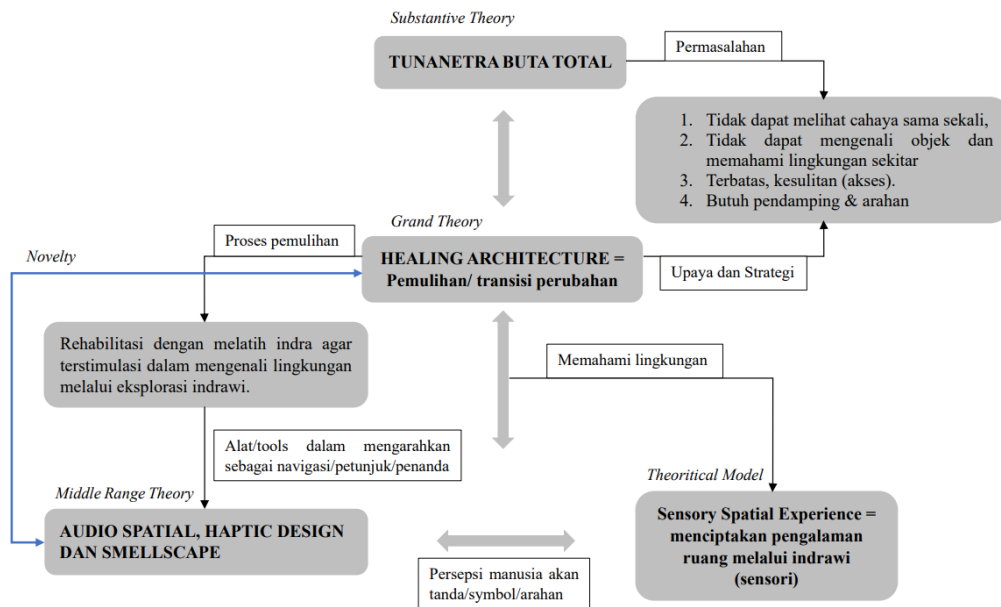 Substantive Theory
TUNANETRA BUTA TOTAL
Permasalahan
1. Tidak dapat melihat cahaya sama sekali,
2. Tidak dapat mengenali objek dan
memahami lingkungan sekitar
3. Terbatas, kesulitan (akses).
4. Butuh pendamping & arahan
Grand Theory
Proses pemulihan
Novelty
HEALING ARCHITECTURE =
Pemulihan/ transisi perubahan
Upaya dan Strategi
Rehabilitasi dengan melatih indra agar
terstimulasi dalam mengenali lingkungan
melalui eksplorasi indrawi.
Memahami lingkungan
Alat/tools dalam mengarahkan
sebagai navigasi/petunjuk/penanda
Middle Range Theory
AUDIO SPATIAL, HAPTIC DESIGN
DAN SMELLSCAPE
Theoritical Model
Sensory Spatial Experience =
menciptakan pengalaman
ruang melalui indrawi
(sensori)
Persepsi manusia akan
tanda/symbol/arahan